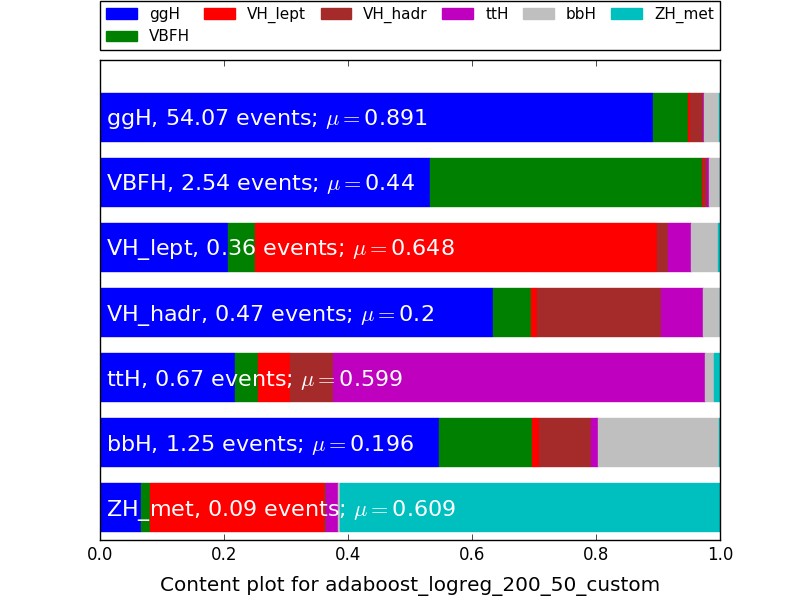 ggH VH_lept VH_hadr ttH bbH ZH_met
VBFH
ggH, 54.07 events; μ = 0.891
VBFH, 2.54 events; μ = 0.44
VH_lept, 0.36 events; μ = 0.648
VH_hadr, 0.47 events; μ = 0.2
ttH, 0.67 events; μ = 0.599
bbH, 1.25 events; μ = 0.196
ZH_met, 0.09 events; μ = 0.609
0.0 0.2 0.4 0.6 0.8 1.0
Content plot for adaboost_logreg_200_50_custom